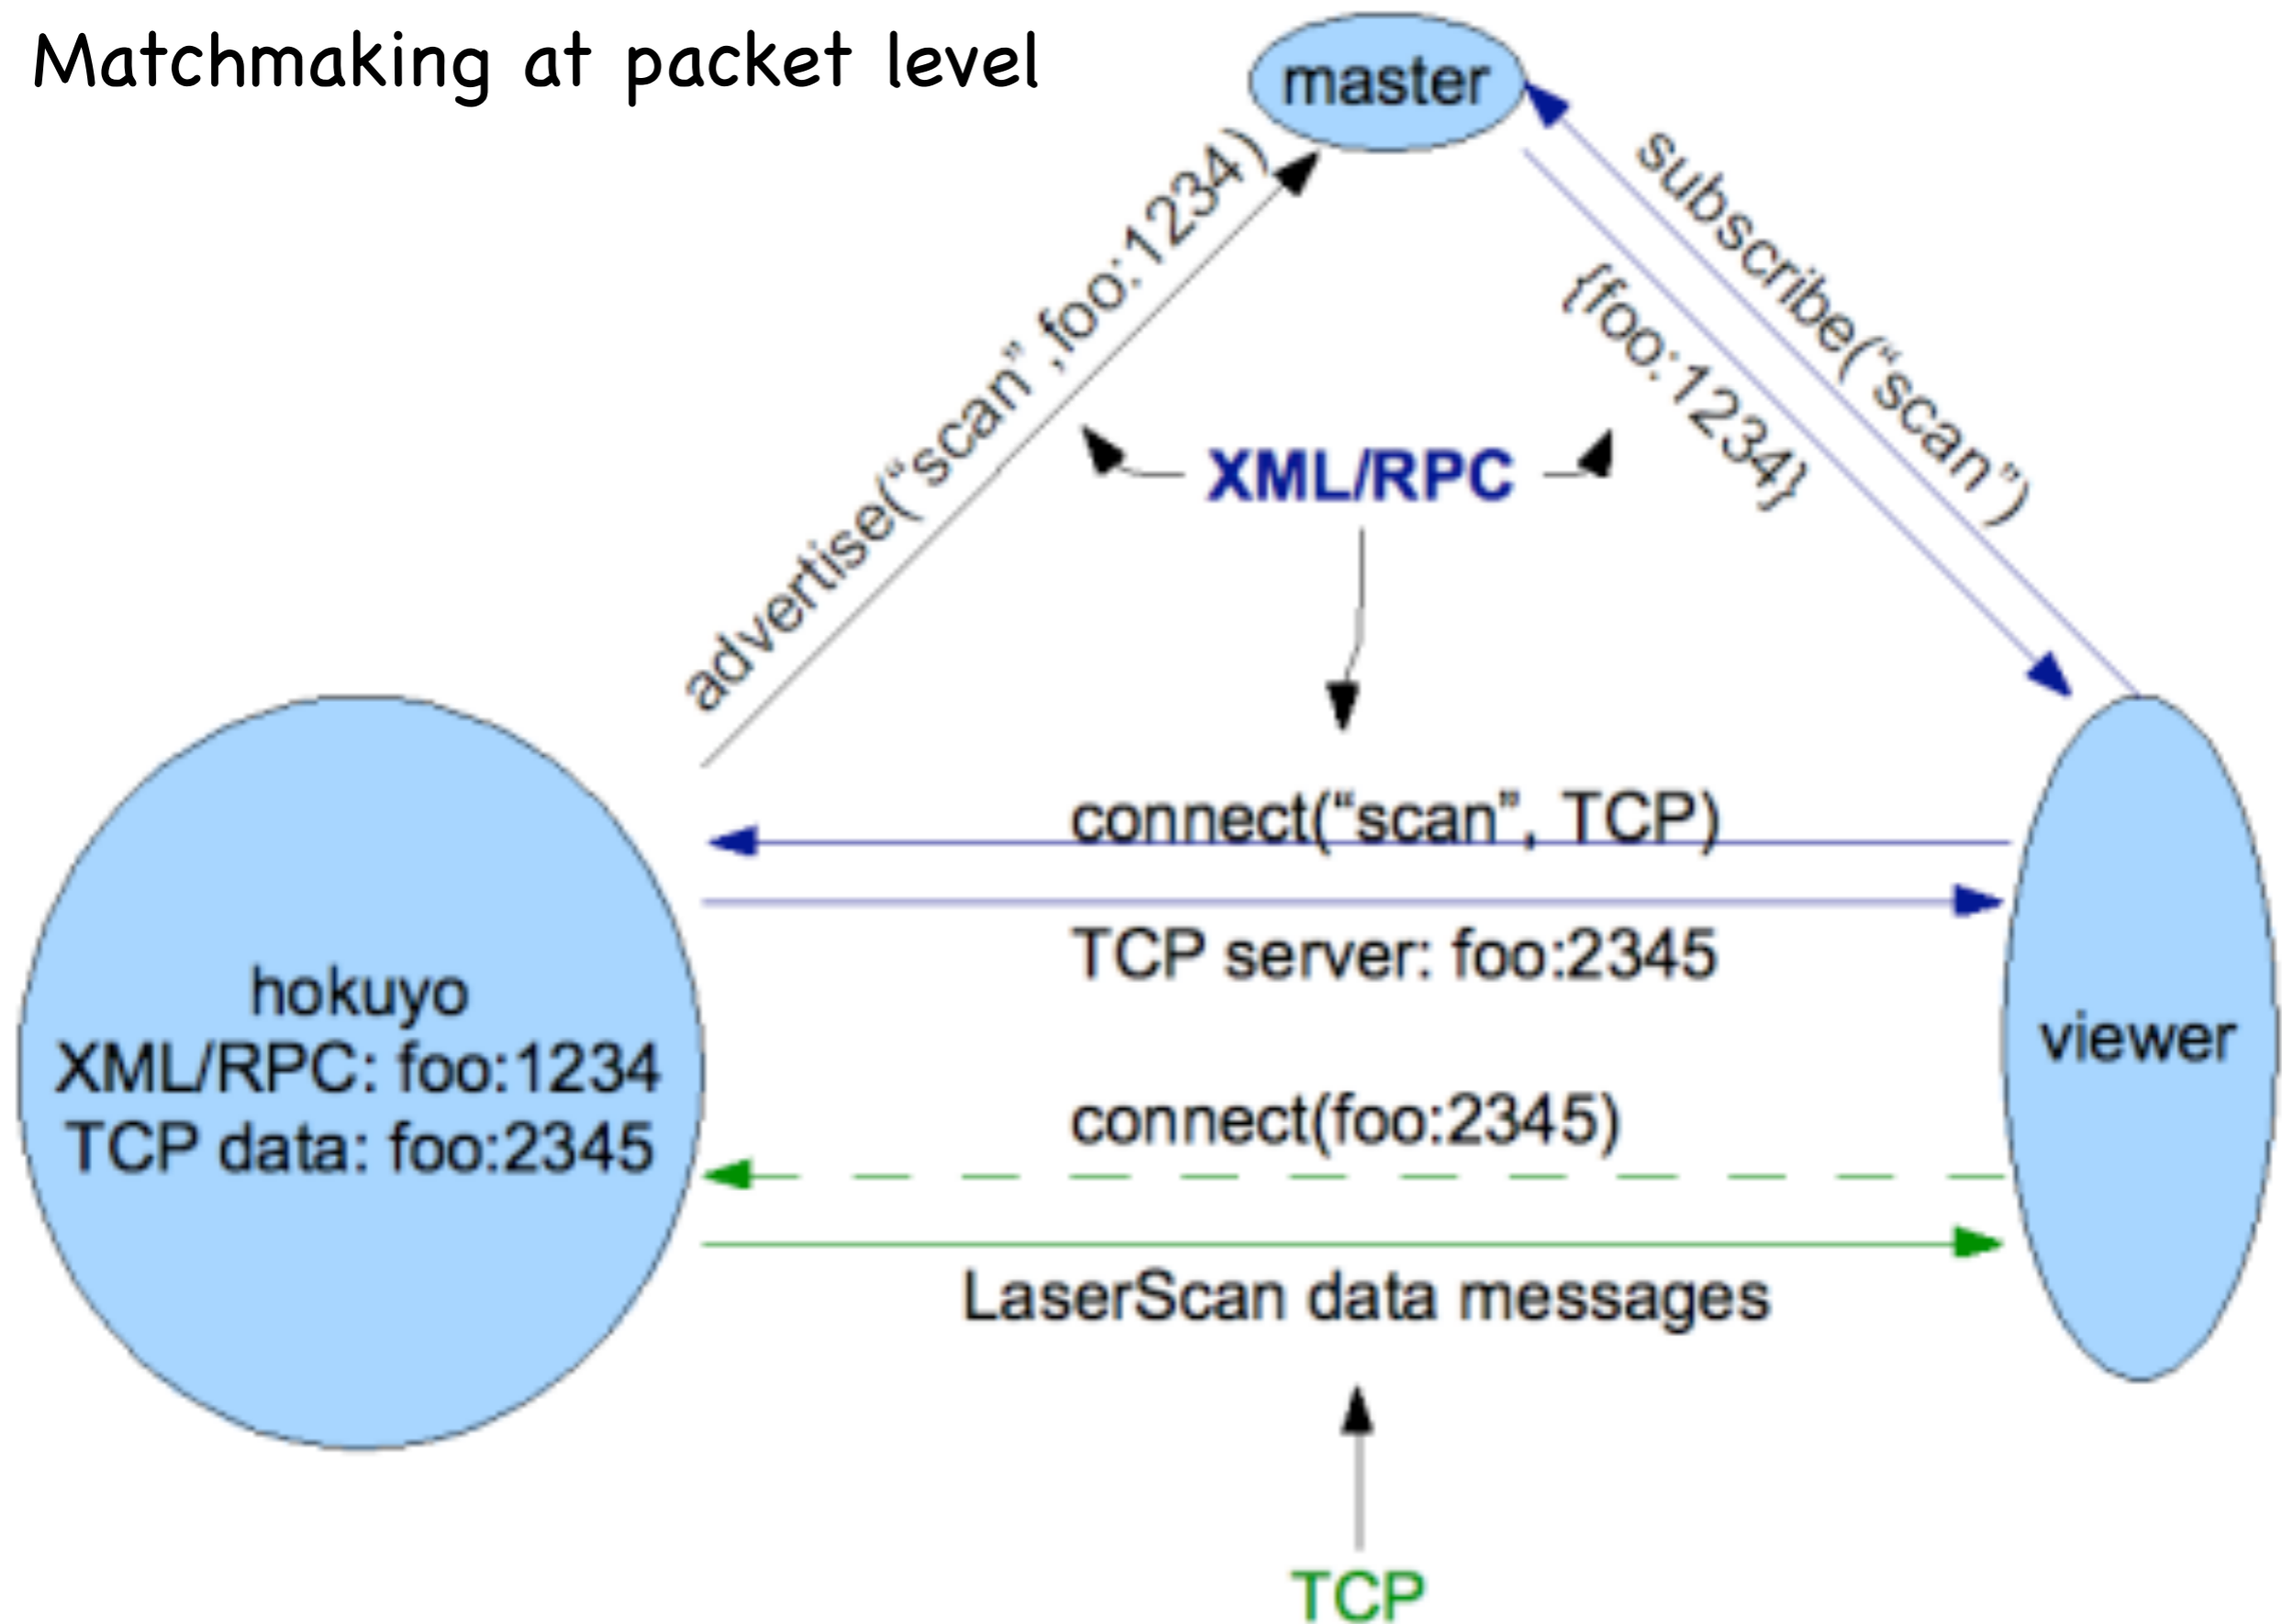 Matchmaking at packet level
master
advertise(“scan”,foo:1234)
subscribe(“scan”)
{foo:1234}
XML/RPC
connect(“scan”, TCP)
TCP server: foo:2345
hokuyo
XML/RPC: foo:1234
TCP data: foo:2345
viewer
connect(foo:2345)
LaserScan data messages
TCP